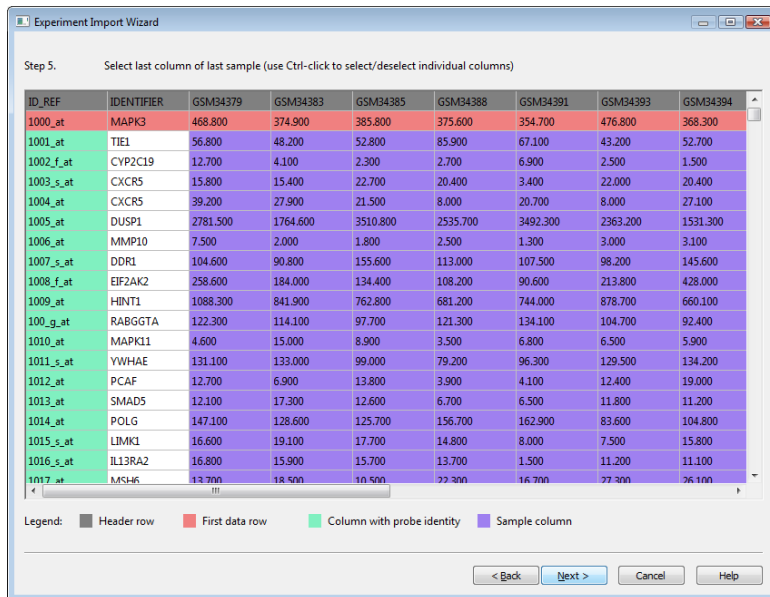 Experiment Import Wizard
Step 5. Select last column of last sample (use Ctrl-click to select/deselect individual columns)
ID_REF IDENTIFIER GSM34379 GSM34383 GSM34385 GSM34388 GSM34391 GSM34393 GSM34394
1000_at MAPK3 468.800 374.900 385.800 375.600 354.700 476.800 368.300
1001_at TIE1 56.800 48.200 52.800 85.900 67.100 43.200 52.700
1002_f_at CYP2C19 12.700 4.100 2.300 2.700 6.900 2.500 1.500
1003_s_at CXCR5 15.800 15.400 22.700 20.400 3.400 22.000 20.400
1004_at CXCR5 39.200 27.900 21.500 8.000 20.700 8.000 27.100
1005_at DUSP1 2781.500 1764.600 3510.800 2535.700 3492.300 2363.200 1531.300
1006_at MMP10 7.500 2.000 1.800 2.500 1.300 3.000 3.100
1007_s_at DDR1 104.600 90.800 155.600 113.000 107.500 98.200 145.600
1008_f_at EIF2AK2 258.600 184.000 134.400 108.200 90.600 213.800 428.000
1009_at HINT1 1088.300 841.900 762.800 681.200 744.000 878.700 660.100
100_g_at RABGGTA 122.300 114.100 97.700 121.300 134.100 104.700 92.400
1010_at MAPK11 4.600 15.000 8.900 3.500 6.800 6.500 5.900
1011_s_at YWHAE 131.100 133.000 99.000 79.200 96.300 129.500 134.200
1012_at PCAF 12.700 6.900 13.800 3.900 4.100 12.400 19.000
1013_at SMAD5 12.100 17.300 12.600 6.700 6.500 11.800 11.200
1014_at POLG 147.100 128.600 125.700 156.700 162.900 83.600 104.800
1015_s_at LIMK1 16.600 19.100 17.700 14.800 8.000 7.500 15.800
1016_s_at IL13RA2 16.800 15.900 15.700 13.700 1.500 11.200 11.100
1017_at MSH6 13.700 18.500 10.500 22.300 16.700 27.300 26.100
Legend: Header row First data row Column with probe identity Sample column
< Back Next > Cancel Help